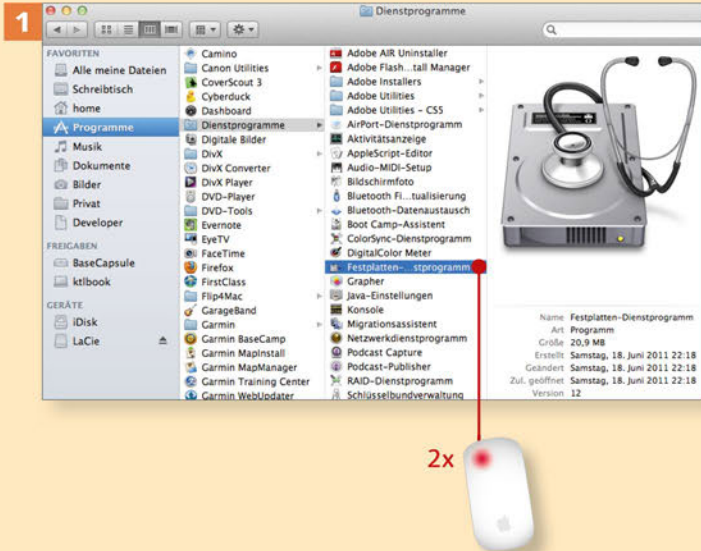 1
Dienstprogramme
FAVORITEN
Alle meine Dateien
Schreibtisch
home
Programme
Musik
Dokumente
Bilder
Privat
Developer
FREIGABEN
BaseCapsule
ktlbook
GERÄTE
iDisk
LaCie
Camino
Canon Utilities
CoverScout 3
Cyberduck
Dashboard
Dienstprogramme
Digitale Bilder
DivX
DivX Converter
DivX Player
DVD-Player
DVD-Tools
Evernote
EyeTV
FaceTime
Firefox
FirstClass
Flip4Mac
GarageBand
Garmin
Garmin BaseCamp
Garmin MapInstall
Garmin MapManager
Garmin Training Center
Garmin WebUpdater
Adobe AIR Uninstaller
Adobe Flash...tall Manager
Adobe Installers
Adobe Utilities
Adobe Utilities - CS5
AirPort-Dienstprogramm
Aktivitätsanzeige
AppleScript-Editor
Audio-MIDI-Setup
Bildschirmfoto
Bluetooth Fi...tualisierung
Bluetooth-Datenaustausch
Boot Camp-Assistent
ColorSync-Dienstprogramm
DigitalColor Meter
Festplatten-...stprogramm
Grapher
Java-Einstellungen
Konsole
Migrationsassistent
Netzwerkdienstprogramm
Podcast Capture
Podcast-Publisher
RAID-Dienstprogramm
Schlüsselbundverwaltung
Name Festplatten-Dienstprogramm
Art Programm
Größe 20,9 MB
Erstellt Samstag, 18. Juni 2011 22:18
Geändert Samstag, 18. Juni 2011 22:18
Zul. geöffnet Samstag, 18. Juni 2011 22:18
Version 12
2x